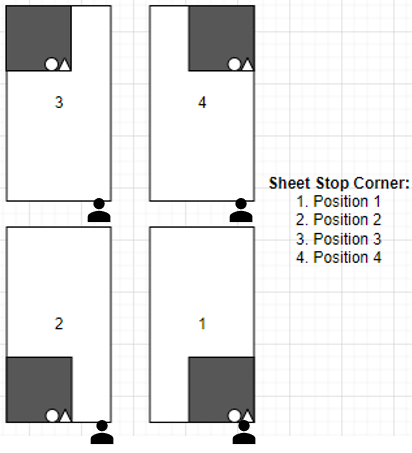 3
4
Sheet Stop Corner:
1. Position 1
2. Position 2
3. Position 3
4. Position 4
2
1